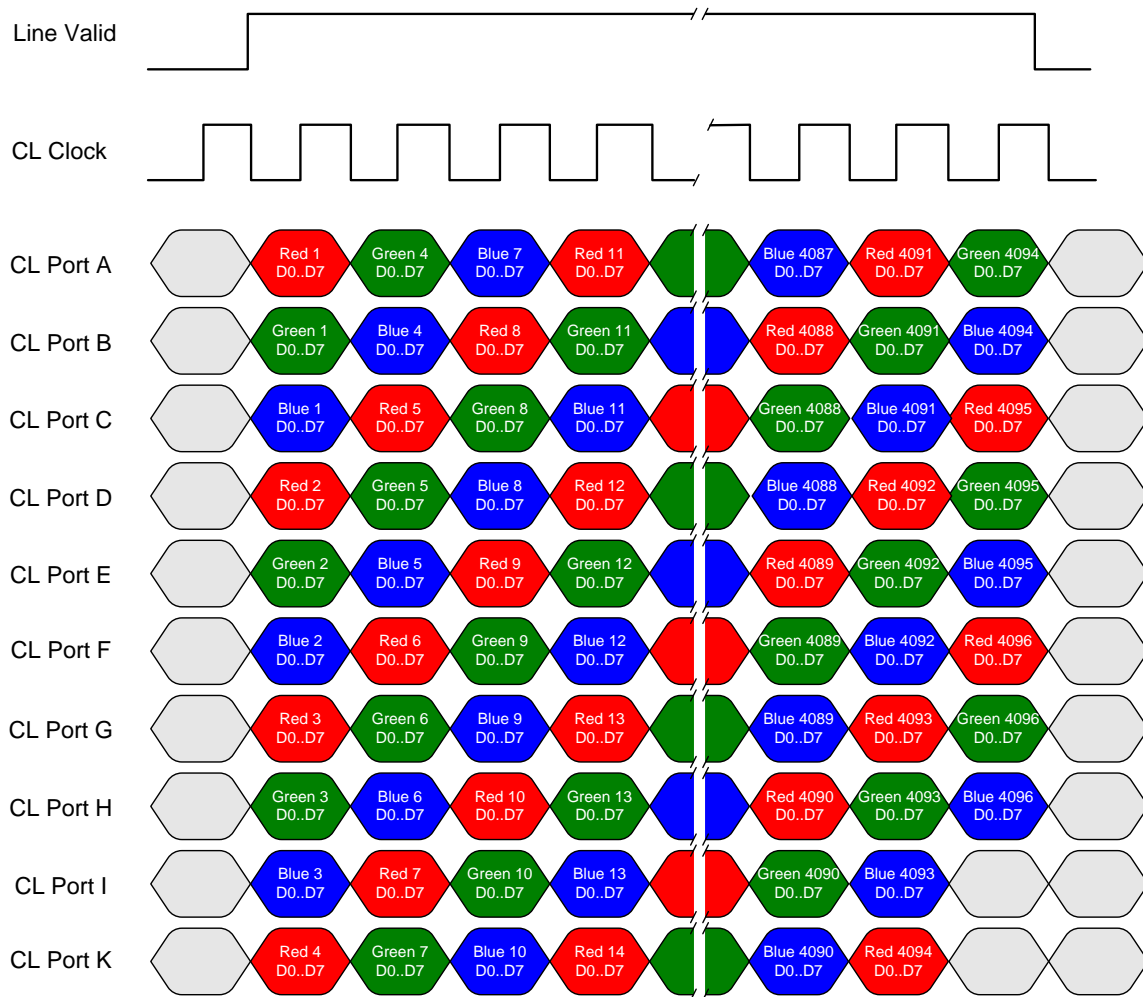 Line Valid
CL Clock
CL Port A
Red 1
D0..D7
Green 4
D0..D7
Blue 7
D0..D7
Red 11
D0..D7
Blue 4087
D0..D7
Red 4091
D0..D7
Green 4094
D0..D7
CL Port B
Green 1
D0..D7
Blue 4
D0..D7
Red 8
D0..D7
Green 11
D0..D7
Red 4088
D0..D7
Green 4091
D0..D7
Blue 4094
D0..D7
CL Port C
Blue 1
D0..D7
Red 5
D0..D7
Green 8
D0..D7
Blue 11
D0..D7
Green 4088
D0..D7
Blue 4091
D0..D7
Red 4095
D0..D7
CL Port D
Red 2
D0..D7
Green 5
D0..D7
Blue 8
D0..D7
Red 12
D0..D7
Blue 4088
D0..D7
Red 4092
D0..D7
Green 4095
D0..D7
CL Port E
Green 2
D0..D7
Blue 5
D0..D7
Red 9
D0..D7
Green 12
D0..D7
Red 4089
D0..D7
Green 4092
D0..D7
Blue 4095
D0..D7
CL Port F
Blue 2
D0..D7
Red 6
D0..D7
Green 9
D0..D7
Blue 12
D0..D7
Green 4089
D0..D7
Blue 4092
D0..D7
Red 4096
D0..D7
CL Port G
Red 3
D0..D7
Green 6
D0..D7
Blue 9
D0..D7
Red 13
D0..D7
Blue 4089
D0..D7
Red 4093
D0..D7
Green 4096
D0..D7
CL Port H
Green 3
D0..D7
Blue 6
D0..D7
Red 10
D0..D7
Green 13
D0..D7
Red 4090
D0..D7
Green 4093
D0..D7
Blue 4096
D0..D7
CL Port I
Blue 3
D0..D7
Red 7
D0..D7
Green 10
D0..D7
Blue 13
D0..D7
Green 4090
D0..D7
Blue 4093
D0..D7
CL Port K
Red 4
D0..D7
Green 7
D0..D7
Blue 10
D0..D7
Red 14
D0..D7
Blue 4090
D0..D7
Red 4094
D0..D7